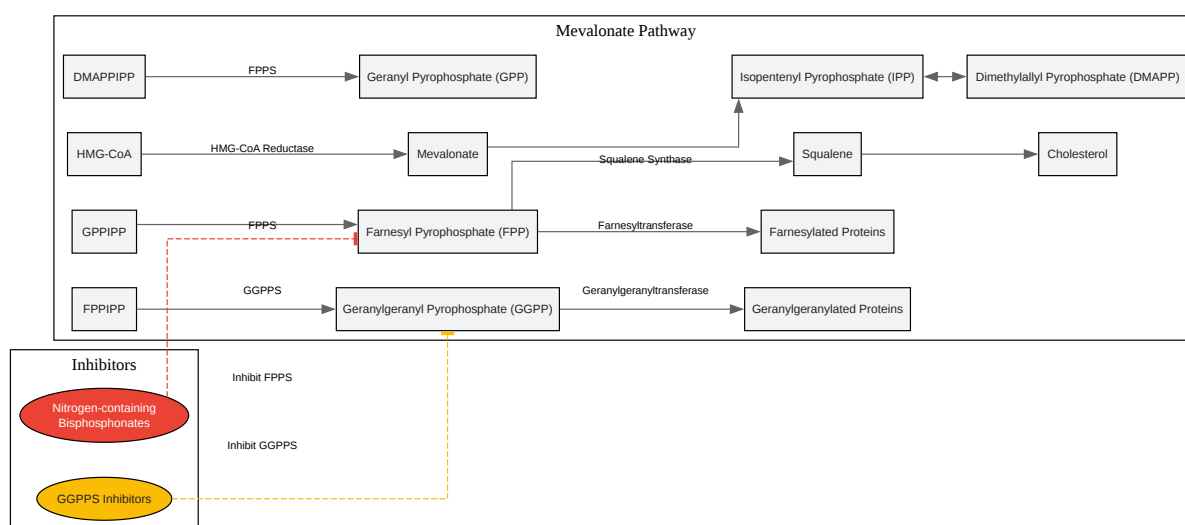 Mevalonate Pathway
DMAPPIPP
FPPS
Geranyl Pyrophosphate (GPP)
Isopentenyl Pyrophosphate (IPP)
Dimethylallyl Pyrophosphate (DMAPP)
HMG-CoA
HMG-CoA Reductase
Mevalonate
Squalene Synthase
Squalene
Cholesterol
GPPIPP
FPPS
Farnesyl Pyrophosphate (FPP)
Farnesyltransferase
Farnesylated Proteins
FPPIPP
GGPPS
Geranylgeranyl Pyrophosphate (GGPP)
Geranylgeranyltransferase
Geranylgeranylated Proteins
Inhibitors
Inhibit FPPS
Nitrogen-containing
Bisphosphonates
Inhibit GGPPS
GGPPS Inhibitors